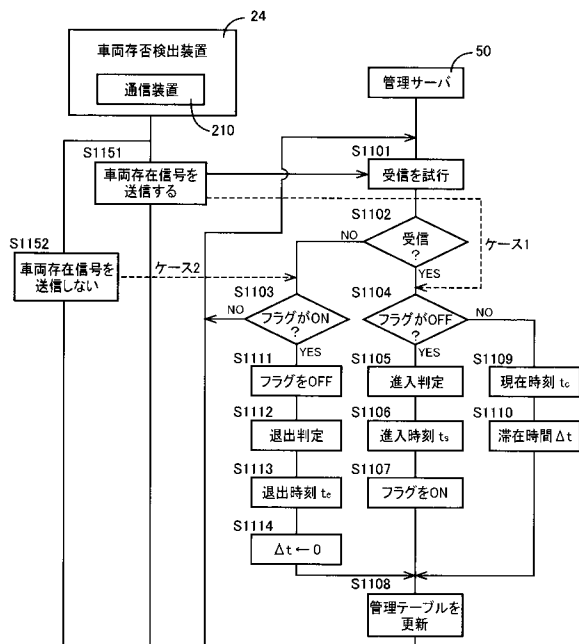 24
車両存否検出装置
通信装置
210
50
管理サーバ
S1151
車両存在信号を
送信する
S1101
受信を試行
S1102
受信
?
NO
YES
ケース1
S1152
車両存在信号を
送信しない
ケース2
S1103
フラグがON
?
NO
YES
S1104
フラグがOFF
?
NO
YES
S1111
フラグをOFF
S1105
進入判定
S1109
現在時刻 tc
S1112
退出判定
S1106
進入時刻 ts
S1110
滞在時間 Δt
S1113
退出時刻 te
S1107
フラグをON
S1114
Δt ← 0
S1108
管理テーブルを
更新